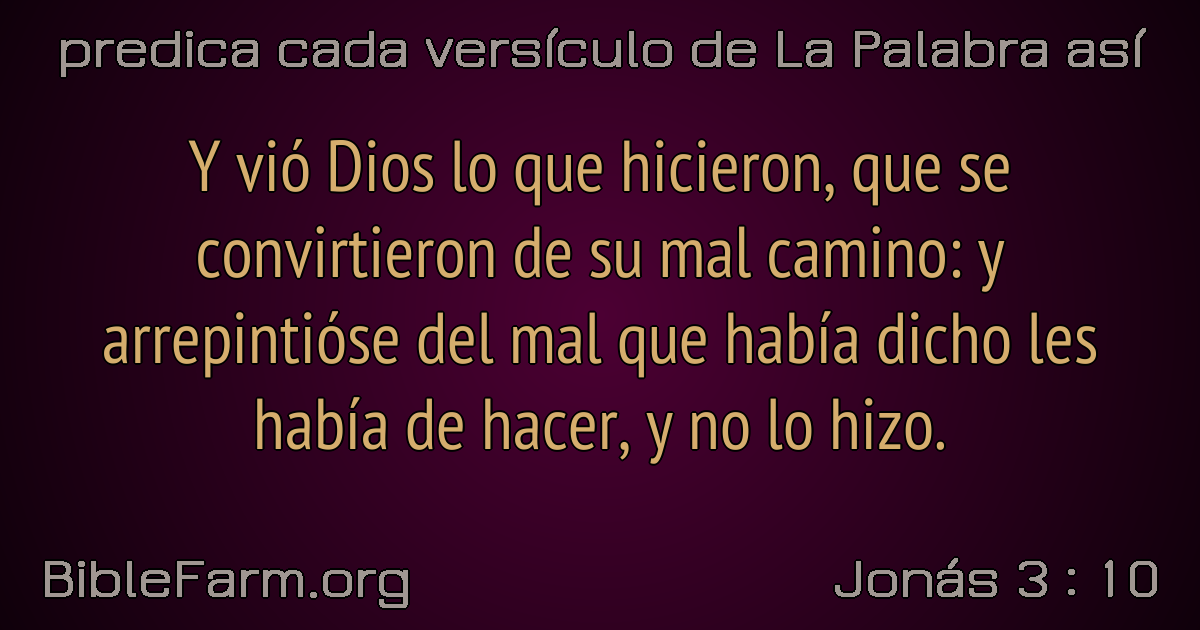 predica cada versículo de La Palabra así
Y vió Dios lo que hicieron, que se
convirtieron de su mal camino: y
arrepintióse del mal que había dicho les
había de hacer, y no lo hizo.
BibleFarm.org
Jonás 3 : 10